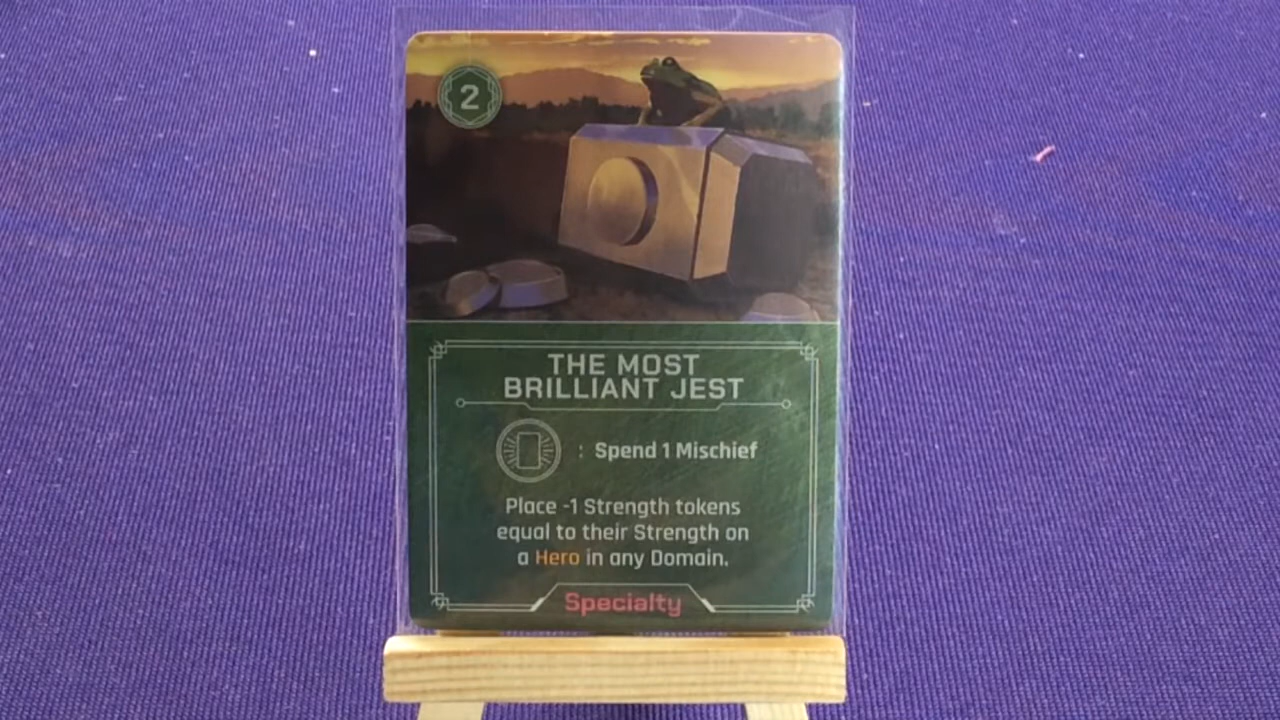 2
THE MOST
BRILLIANT JEST
: Spend 1 Mischief
Place -1 Strength tokens
equal to their Strength on
a Hero in any Domain.
Specialty